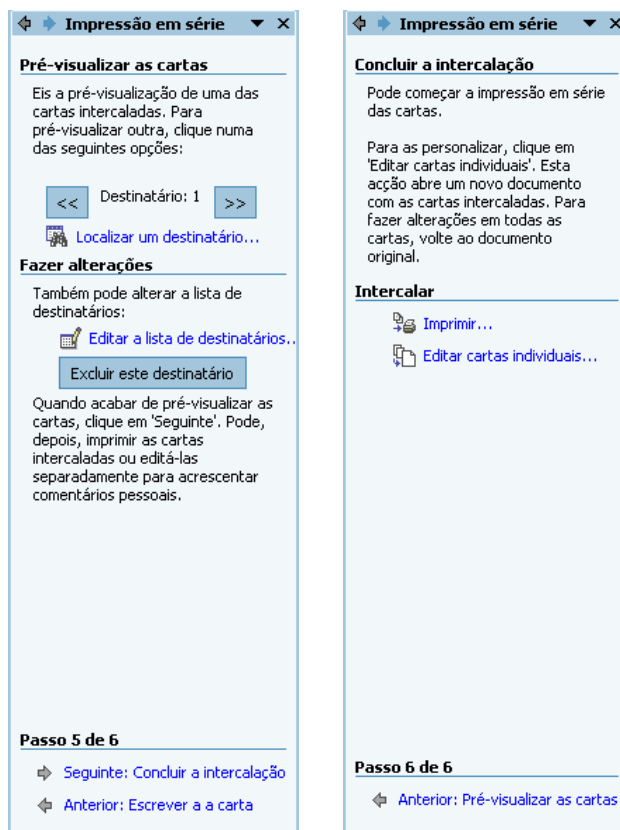 Impressão em série
Pré-visualizar as cartas
Eis a pré-visualização de uma das
cartas intercaladas. Para
pré-visualizar outra, clique numa
das seguintes opções:
<< Destinatário: 1 >>
Localizar um destinatário...
Fazer alterações
Também pode alterar a lista de
destinatários:
Editar a lista de destinatários..
Excluir este destinatário
Quando acabar de pré-visualizar as
cartas, clique em 'Seguinte'. Pode,
depois, imprimir as cartas
intercaladas ou editá-las
separadamente para acrescentar
comentários pessoais.
Passo 5 de 6
Seguinte: Concluir a intercalação
Anterior: Escrever a a carta
Impressão em série
Concluir a intercalação
Pode começar a impressão em série
das cartas.
Para as personalizar, clique em
'Editar cartas individuais'. Esta
acção abre um novo documento
com as cartas intercaladas. Para
fazer alterações em todas as
cartas, volte ao documento
original.
Intercalar
Imprimir...
Editar cartas individuais...
Passo 6 de 6
Anterior: Pré-visualizar as cartas